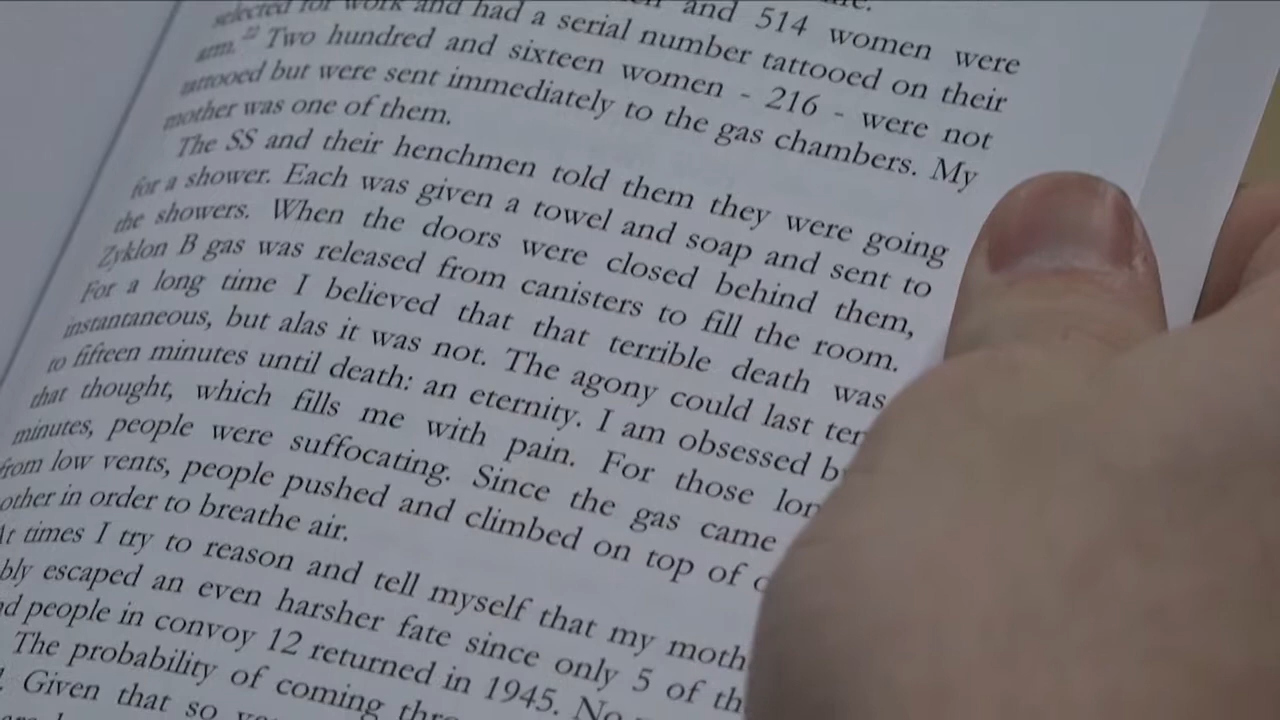 and 514 women were
selected for work and had a serial number tattooed on their
arm.²² Two hundred and sixteen women - 216 - were not
tattooed but were sent immediately to the gas chambers. My
mother was one of them.
The SS and their henchmen told them they were going
for a shower. Each was given a towel and soap and sent to
the showers. When the doors were closed behind them,
Zyklon B gas was released from canisters to fill the room.
For a long time I believed that that terrible death was
instantaneous, but alas it was not. The agony could last ten
to fifteen minutes until death: an eternity. I am obsessed b
that thought, which fills me with pain. For those lon
minutes, people were suffocating. Since the gas came
from low vents, people pushed and climbed on top of
other in order to breathe air.
At times I try to reason and tell myself that my moth
bly escaped an even harsher fate since only 5 of th
people in convoy 12 returned in 1945. No
The probability of coming thr
Given that so